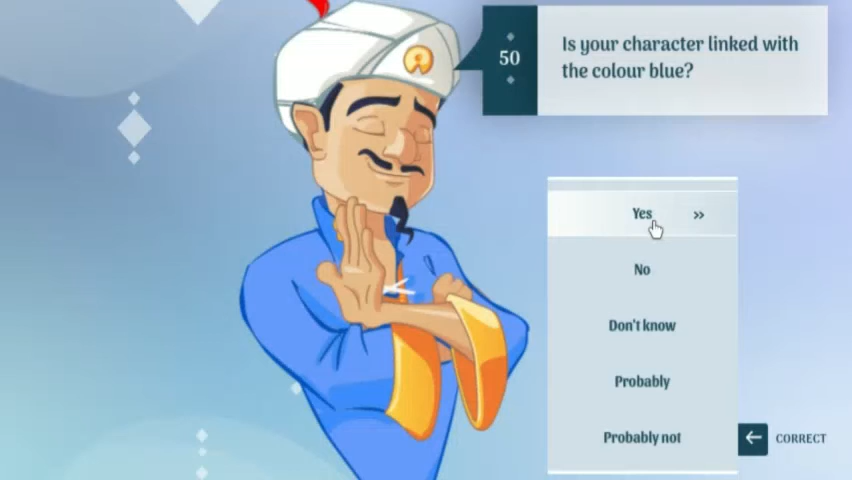 50
Is your character linked with
the colour blue?
Yes »
No
Don't know
Probably
Probably not
CORRECT